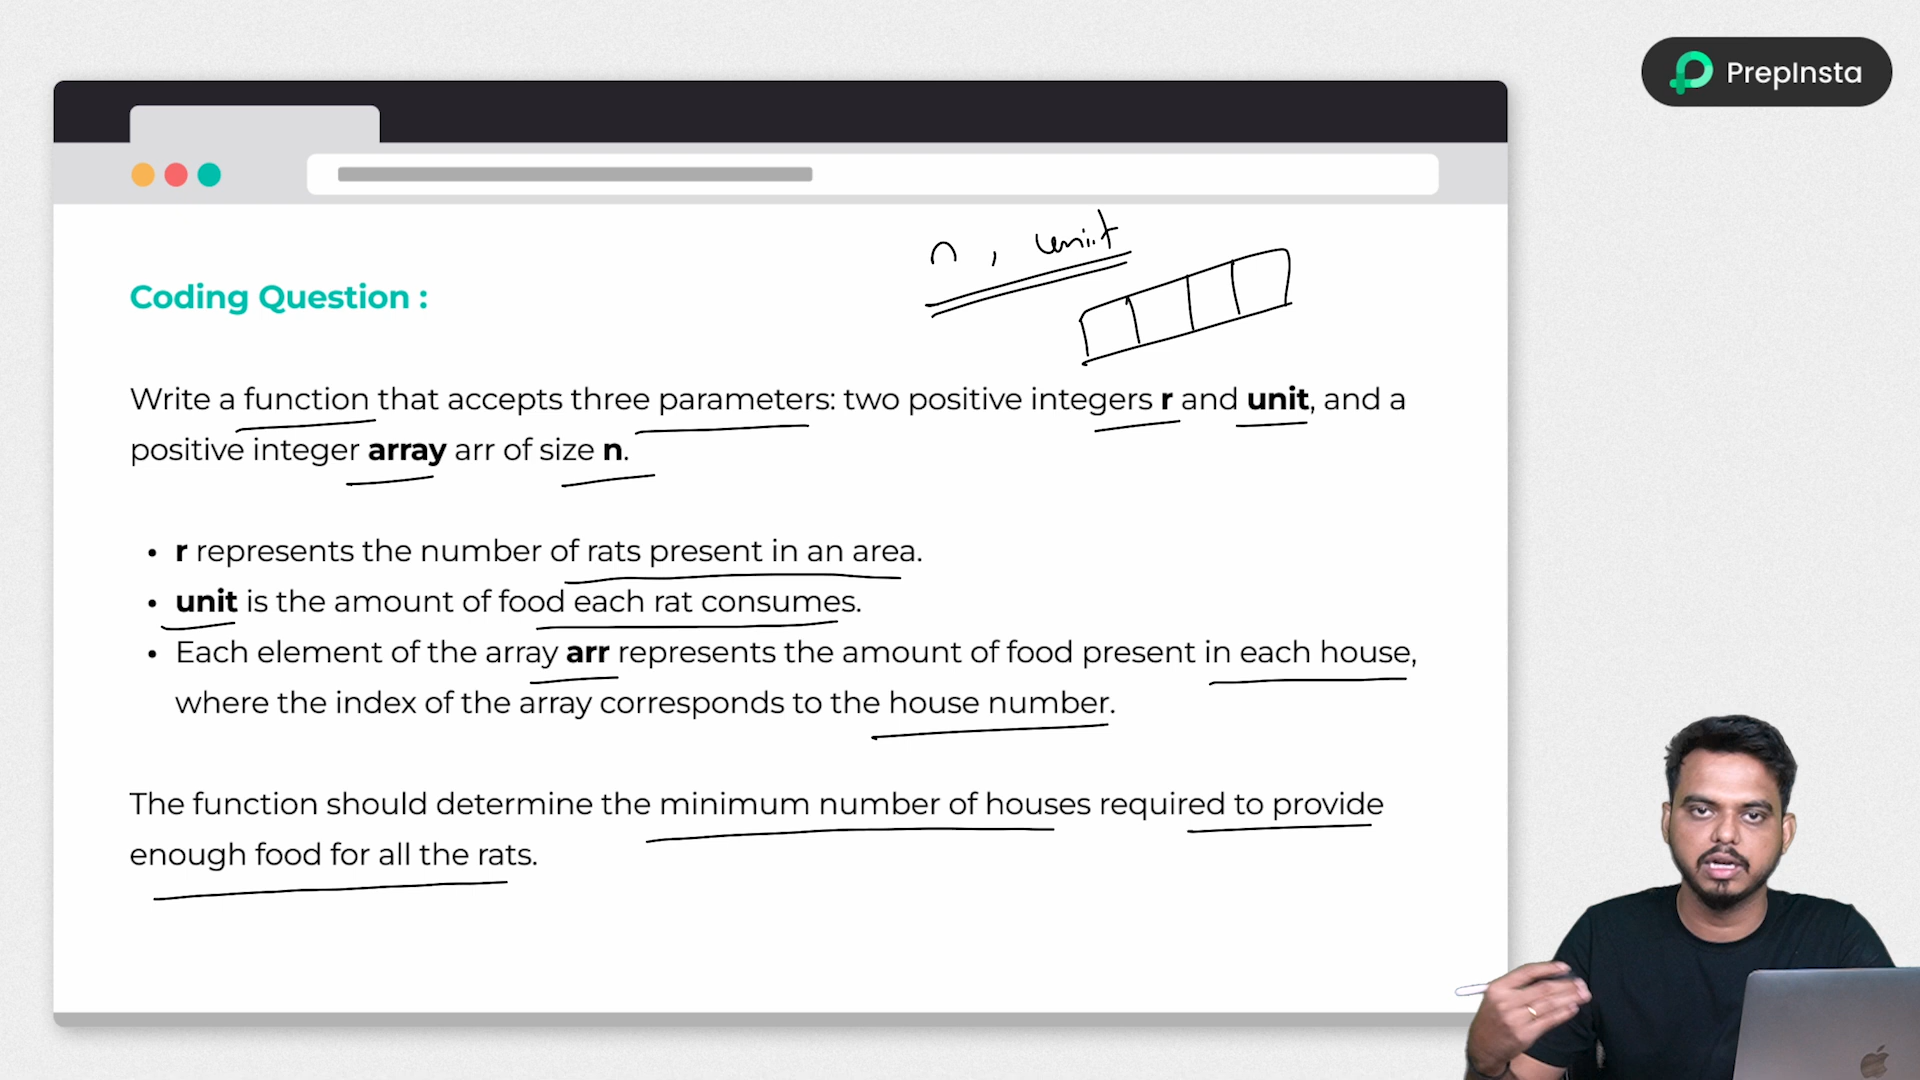 PrepInsta
n, unit
Coding Question :
Write a function that accepts three parameters: two positive integers r and unit, and a
positive integer array arr of size n.
• r represents the number of rats present in an area.
• unit is the amount of food each rat consumes.
• Each element of the array arr represents the amount of food present in each house,
where the index of the array corresponds to the house number.
The function should determine the minimum number of houses required to provide
enough food for all the rats.